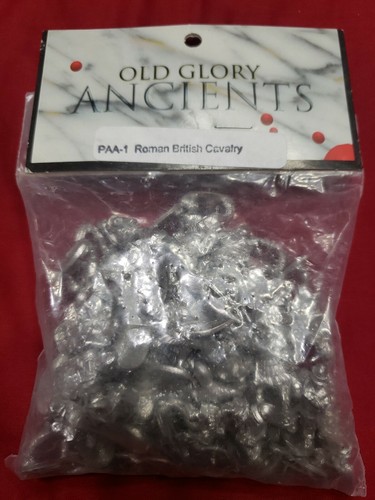 OLD GLORY
ANCIENTS
PAA-1 Roman British Cavalry